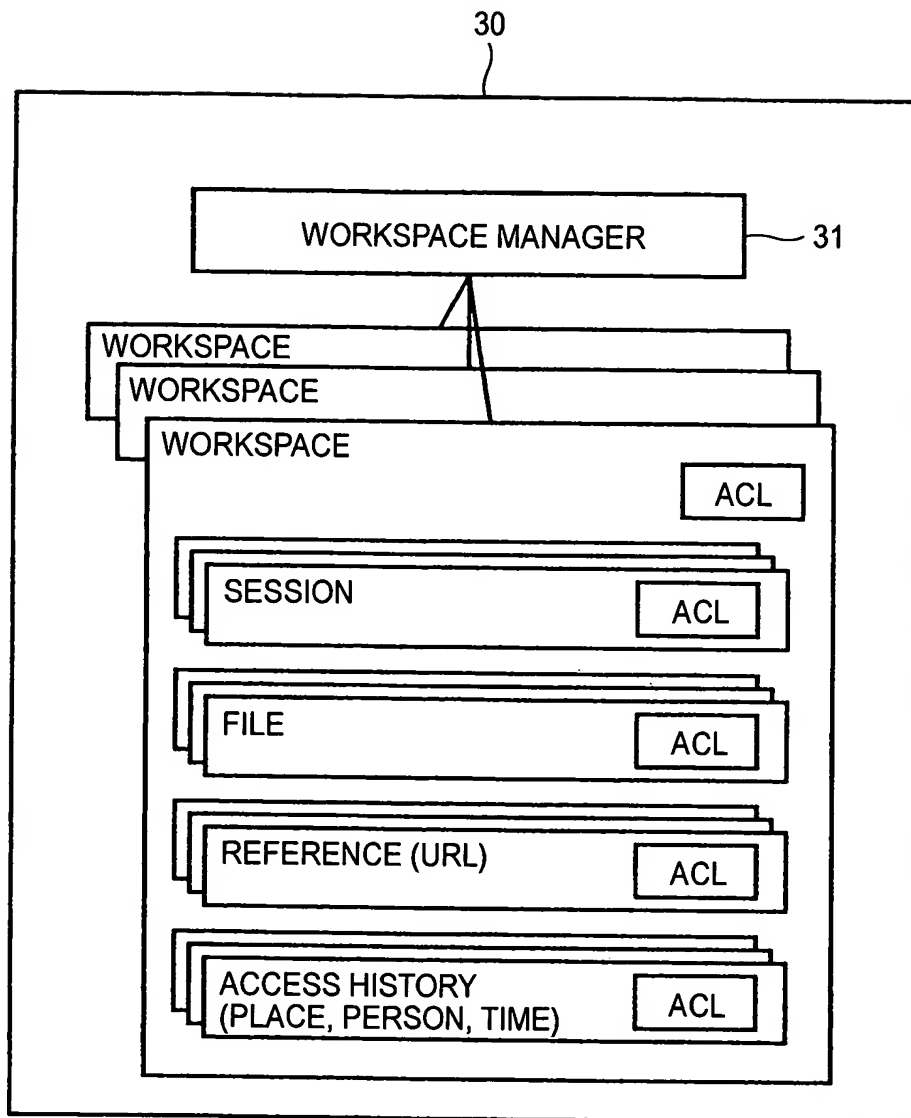 30
WORKSPACE MANAGER
31
WORKSPACE
WORKSPACE
WORKSPACE
ACL
SESSION
ACL
FILE
ACL
REFERENCE (URL)
ACL
ACCESS HISTORY
(PLACE, PERSON, TIME)
ACL